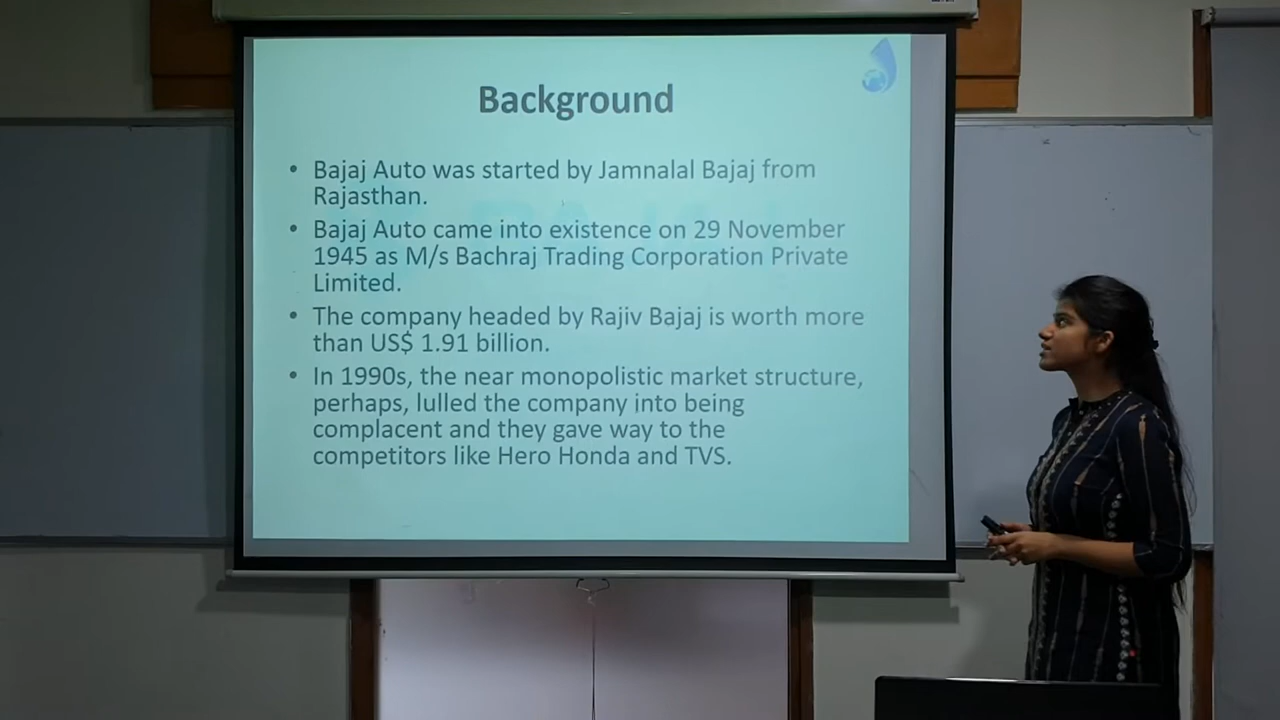 Background
• Bajaj Auto was started by Jamnalal Bajaj from
Rajasthan.
• Bajaj Auto came into existence on 29 November
1945 as M/s Bachraj Trading Corporation Private
Limited.
• The company headed by Rajiv Bajaj is worth more
than US$ 1.91 billion.
• In 1990s, the near monopolistic market structure,
perhaps, lulled the company into being
complacent and they gave way to the
competitors like Hero Honda and TVS.